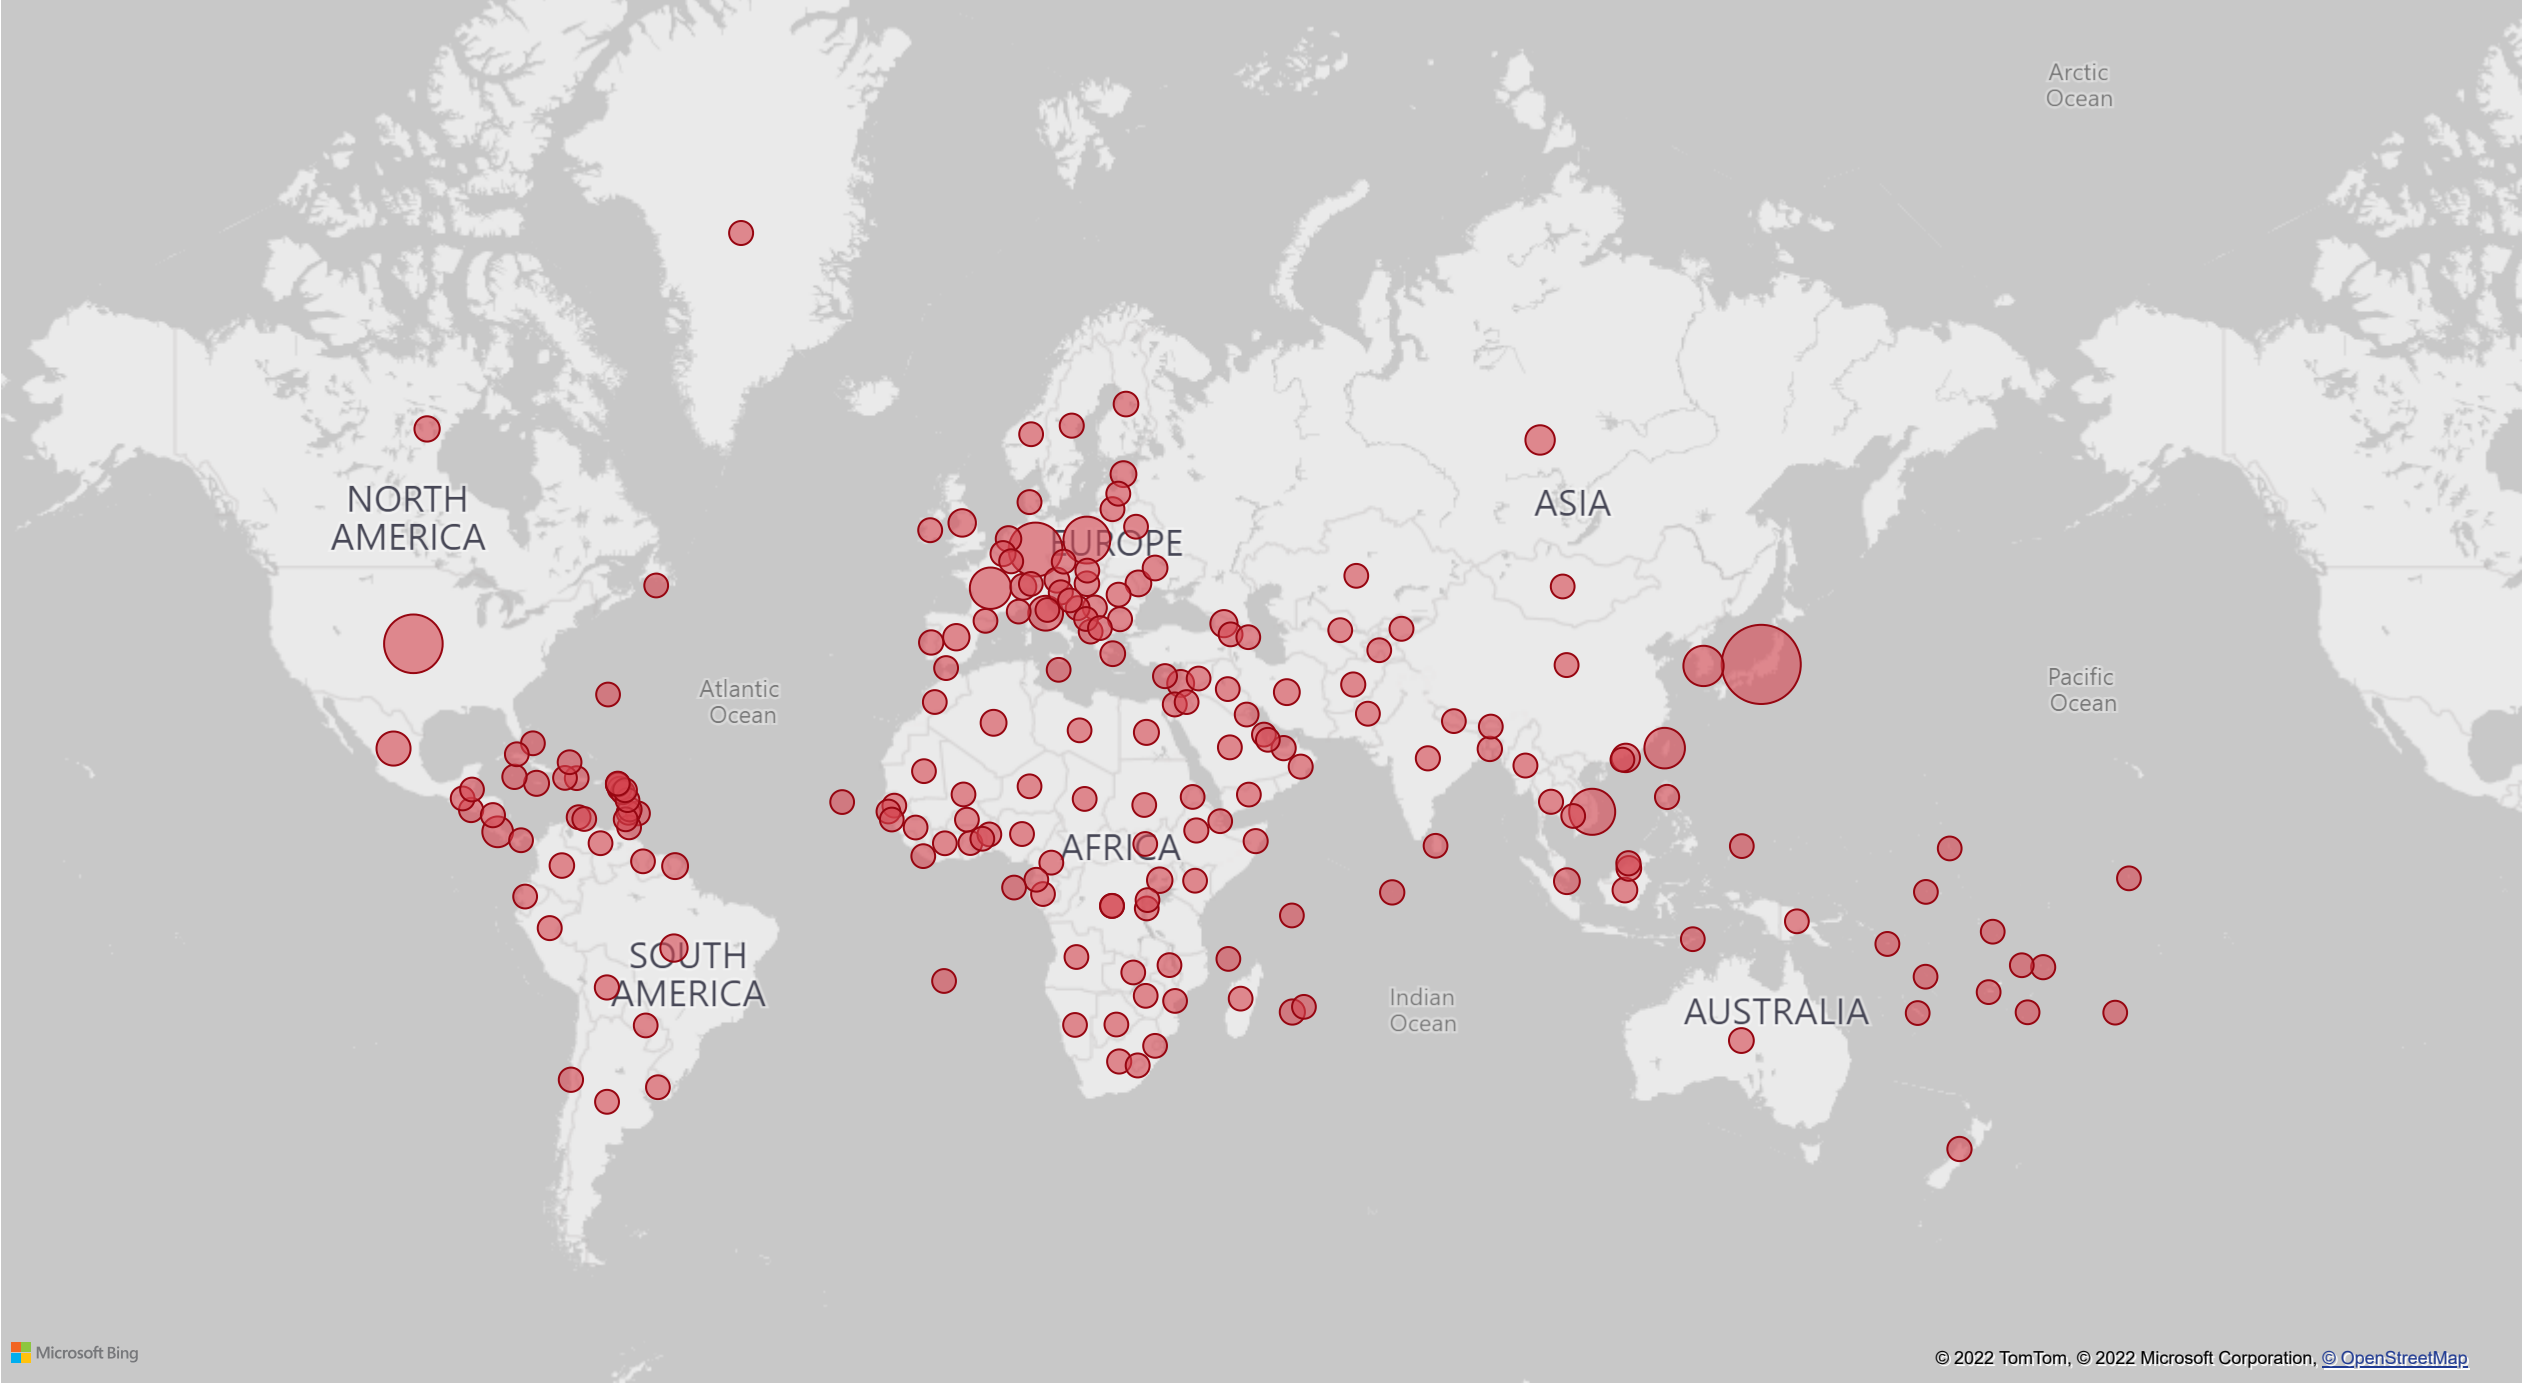 Arctic
Ocean
NORTH
AMERICA
ASIA
EUROPE
Atlantic
Ocean
Pacific
Ocean
AFRICA
SOUTH
AMERICA
Indian
Ocean
AUSTRALIA
Microsoft Bing
© 2022 TomTom, © 2022 Microsoft Corporation, © OpenStreetMap